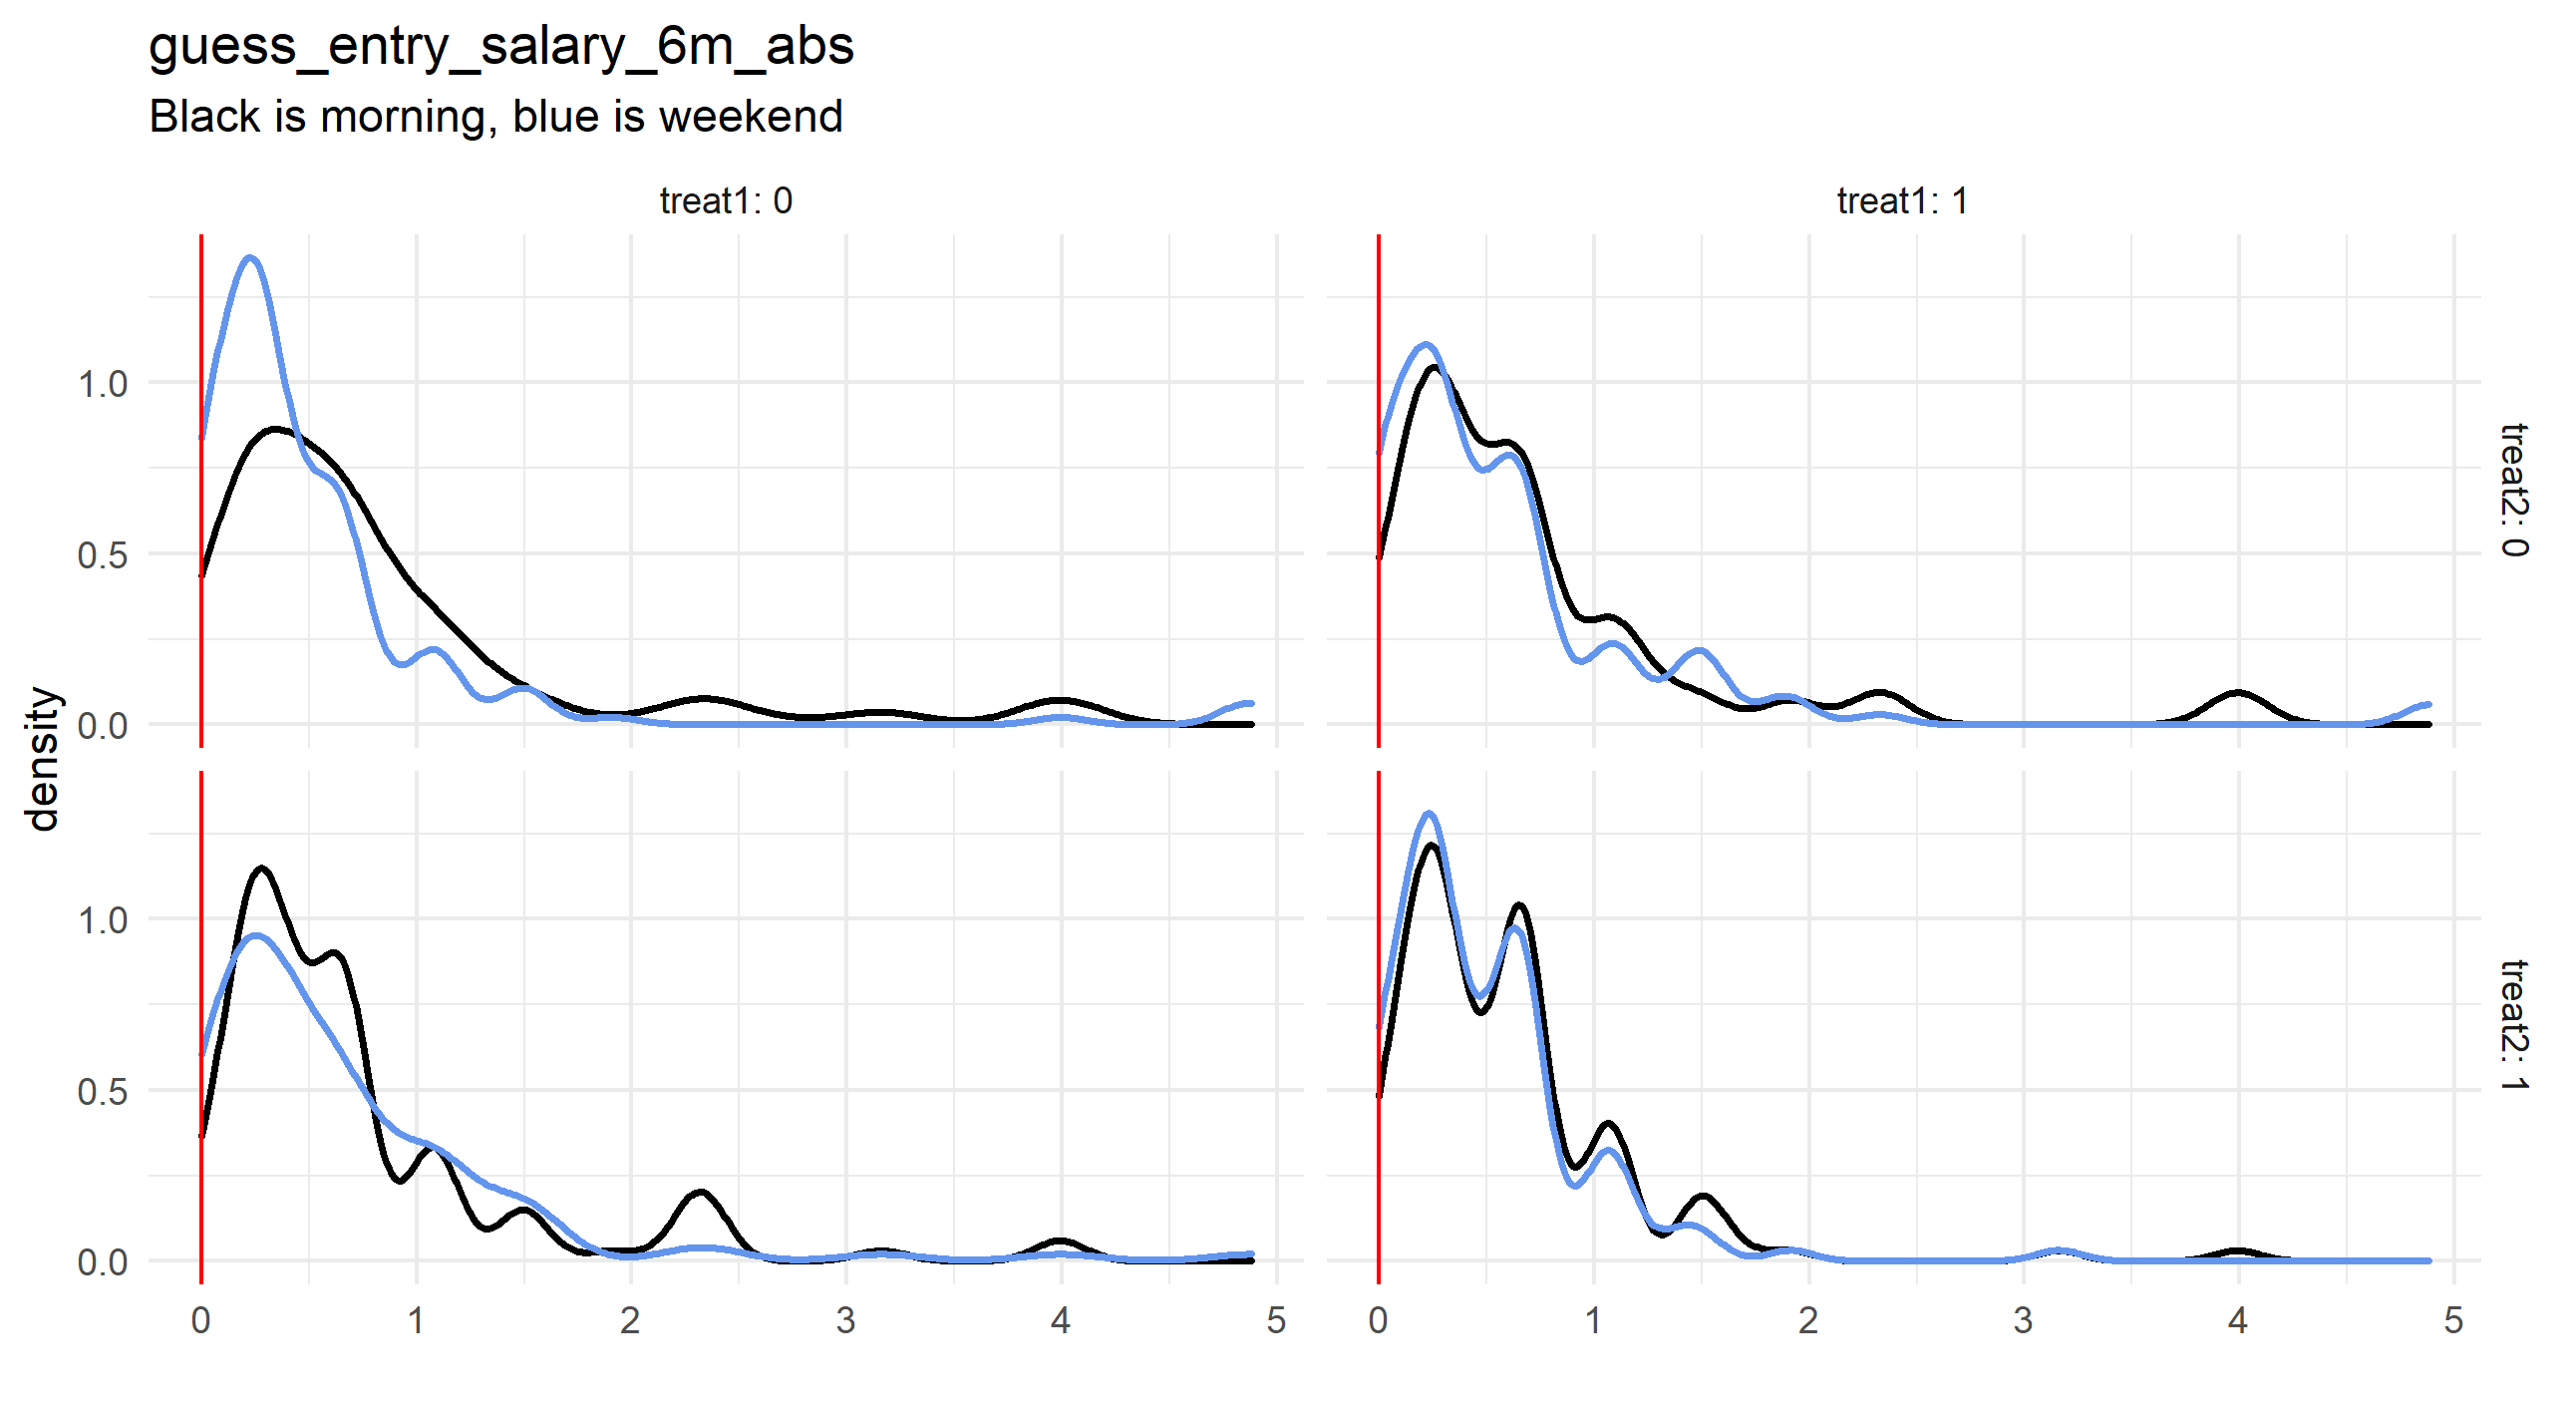 guess_entry_salary_6m_abs
Black is morning, blue is weekend
treat1: 0
treat1: 1
density
1.0
0.5
0.0
treat2: 0
1.0
0.5
0.0
treat2: 1
0 1 2 3 4 5
0 1 2 3 4 5